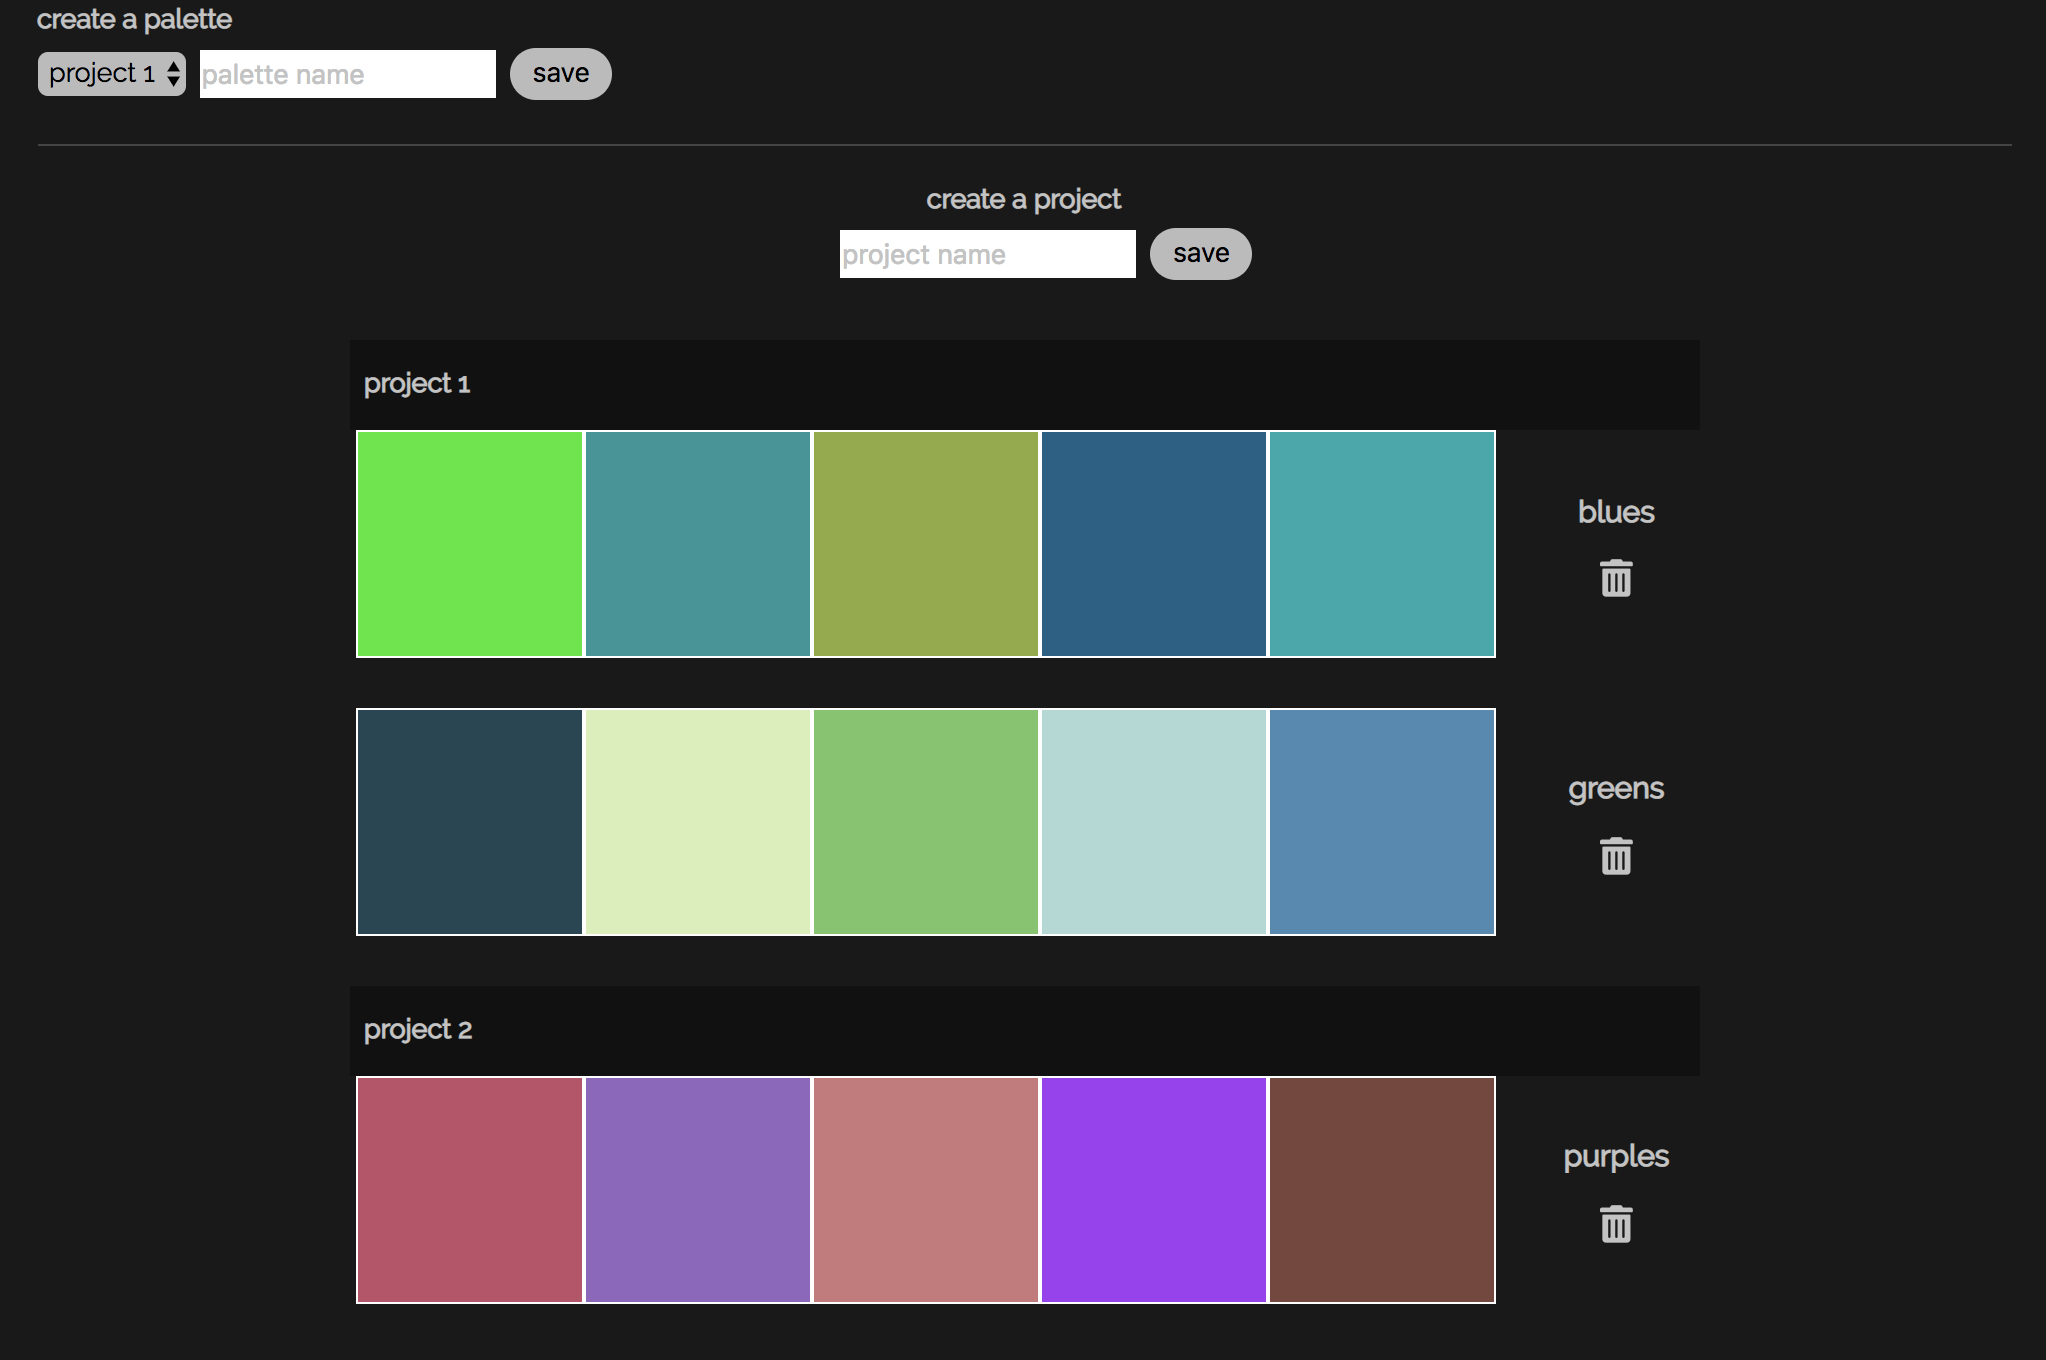 create a palette
project 1 palette name save
create a project
project name save
project 1
blues
greens
project 2
purples